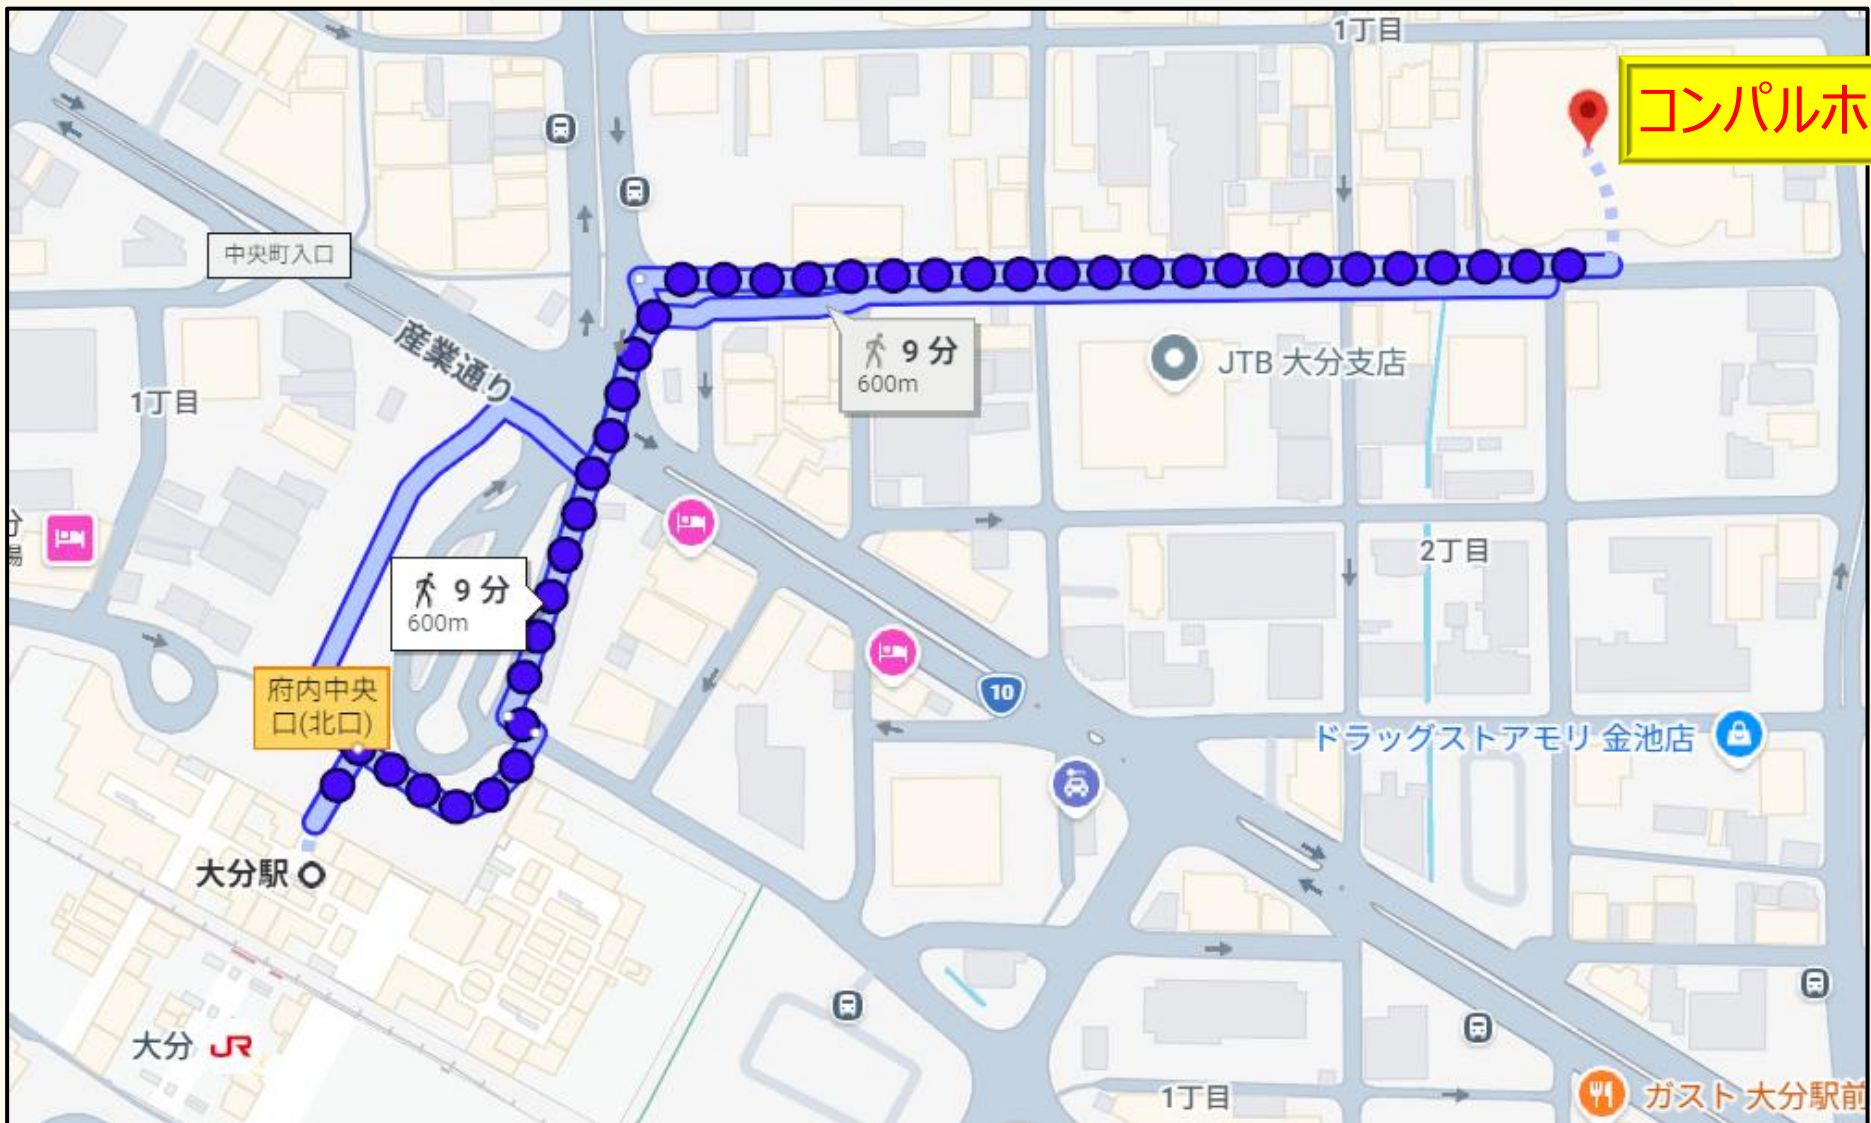 1丁目
コンパルホ
中央町入口
産業通り
1丁目
9 分
600m
JTB 大分支店
2丁目
9 分
600m
府内中央
口(北口)
10
ドラッグストアモリ 金池店
大分駅
大分 JR
1丁目
ガスト 大分駅前